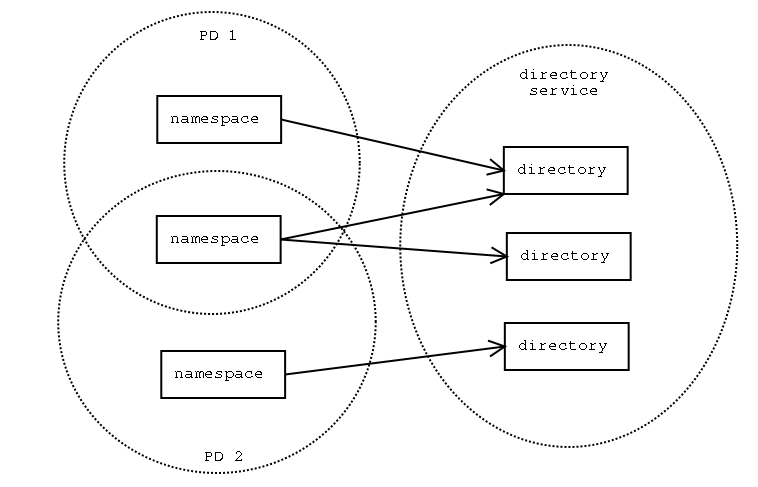 PD 1
directory
service
namespace
directory
namespace
directory
directory
namespace
PD 2